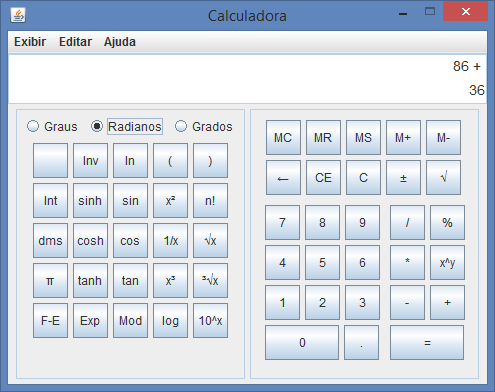 Calculadora
Exibir Editar Ajuda
86 +
36
Graus Radianos Grados
Inv ln ( )
Int sinh sin x² n!
dms cosh cos 1/x √x
π tanh tan x³ ³√x
F-E Exp Mod log 10^x
MC MR MS M+ M-
← CE C ± √
7 8 9 / %
4 5 6 * x^y
1 2 3 - +
0 . =